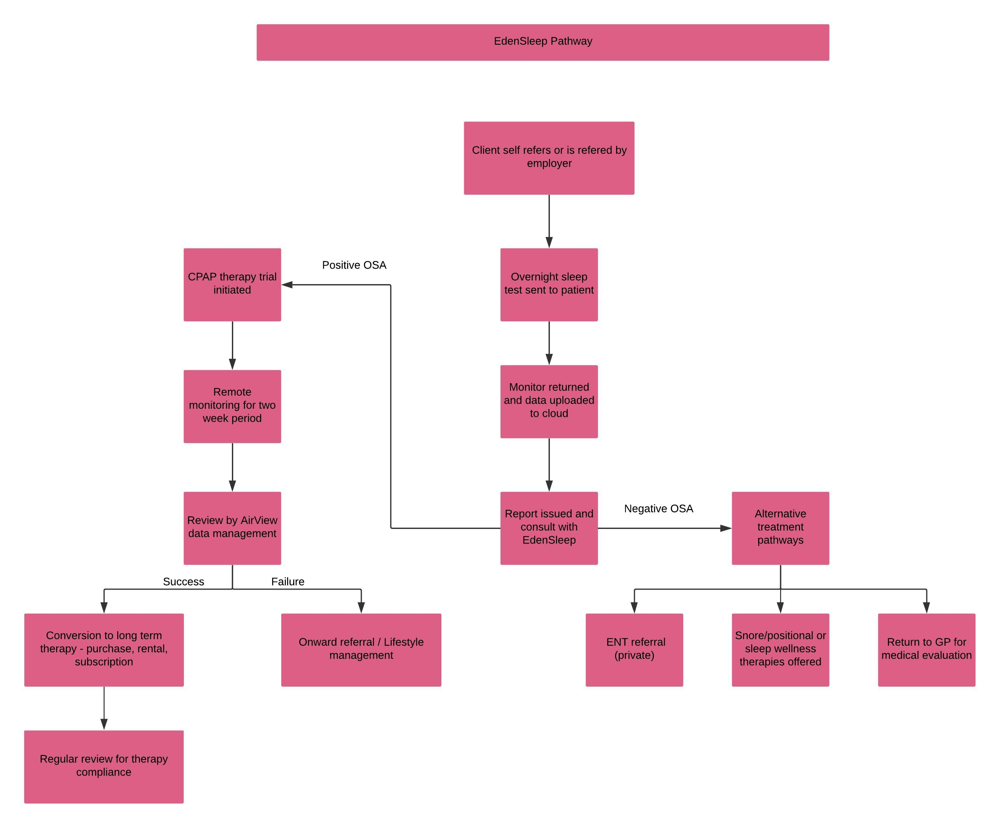 EdenSleep Pathway
Client self refers or is refered by
employer
Positive OSA
CPAP therapy trial
initiated
Overnight sleep
test sent to patient
Remote
monitoring for two
week period
Monitor returned
and data uploaded
to cloud
Review by AirView
data management
Report issued and
consult with
EdenSleep
Negative OSA
Alternative
treatment
pathways
Success
Failure
Conversion to long term
therapy - purchase, rental,
subscription
Onward referral / Lifestyle
management
ENT referral
(private)
Snore/positional or
sleep wellness
therapies offered
Return to GP for
medical evaluation
Regular review for therapy
compliance